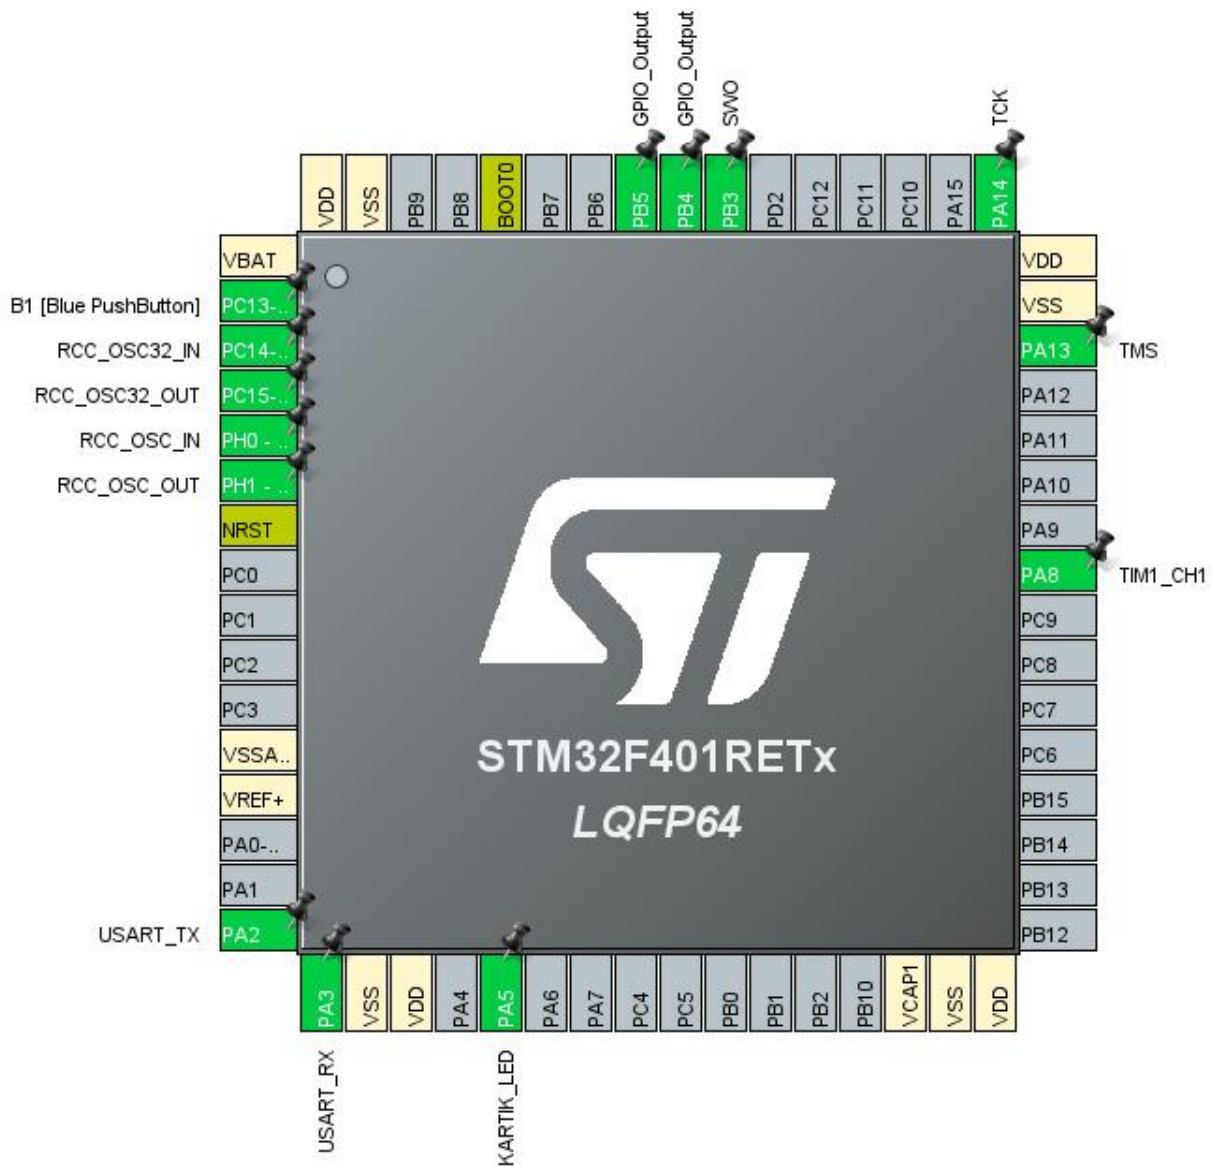 GPIO_Output
GPIO_Output
SWO
TCK
VDD
VSS
PB9
PB8
BOOT0
PB7
PB6
PB5
PB4
PB3
PD2
PC12
PC11
PC10
PA15
PA14
VBAT
B1 [Blue PushButton] PC13-..
RCC_OSC32_IN PC14-..
RCC_OSC32_OUT PC15-..
RCC_OSC_IN PH0 - ..
RCC_OSC_OUT PH1 - ..
NRST
PC0
PC1
PC2
PC3
VSSA..
VREF+
PA0-..
PA1
USART_TX PA2
ST
STM32F401RETx
LQFP64
VDD
VSS
PA13 TMS
PA12
PA11
PA10
PA9
PA8 TIM1_CH1
PC9
PC8
PC7
PC6
PB15
PB14
PB13
PB12
PA3
VSS
VDD
PA4
PA5
PA6
PA7
PC4
PC5
PB0
PB1
PB2
PB10
VCAP1
VSS
VDD
USART_RX
KARTIK_LED